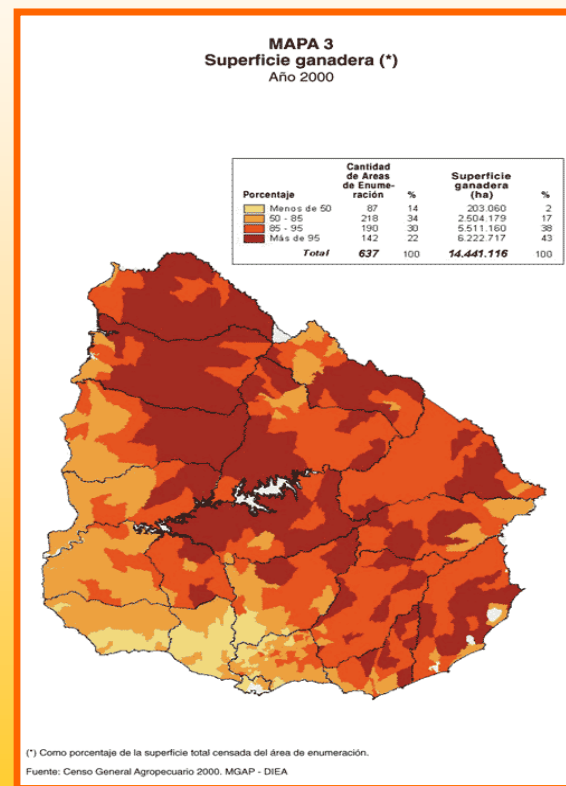 MAPA 3
Superficie ganadera (*)
Año 2000
Porcentaje Cantidad de Areas de Enume- ración % Superficie ganadera (ha) %
Menos de 50 87 14 203.060 2
50 - 85 218 34 2.504.179 17
85 - 95 190 30 5.511.160 38
Más de 95 142 22 6.222.717 43
Total 637 100 14.441.116 100
(*) Como porcentaje de la superficie total censada del área de enumeración.
Fuente: Censo General Agropecuario 2000. MGAP - DIEA